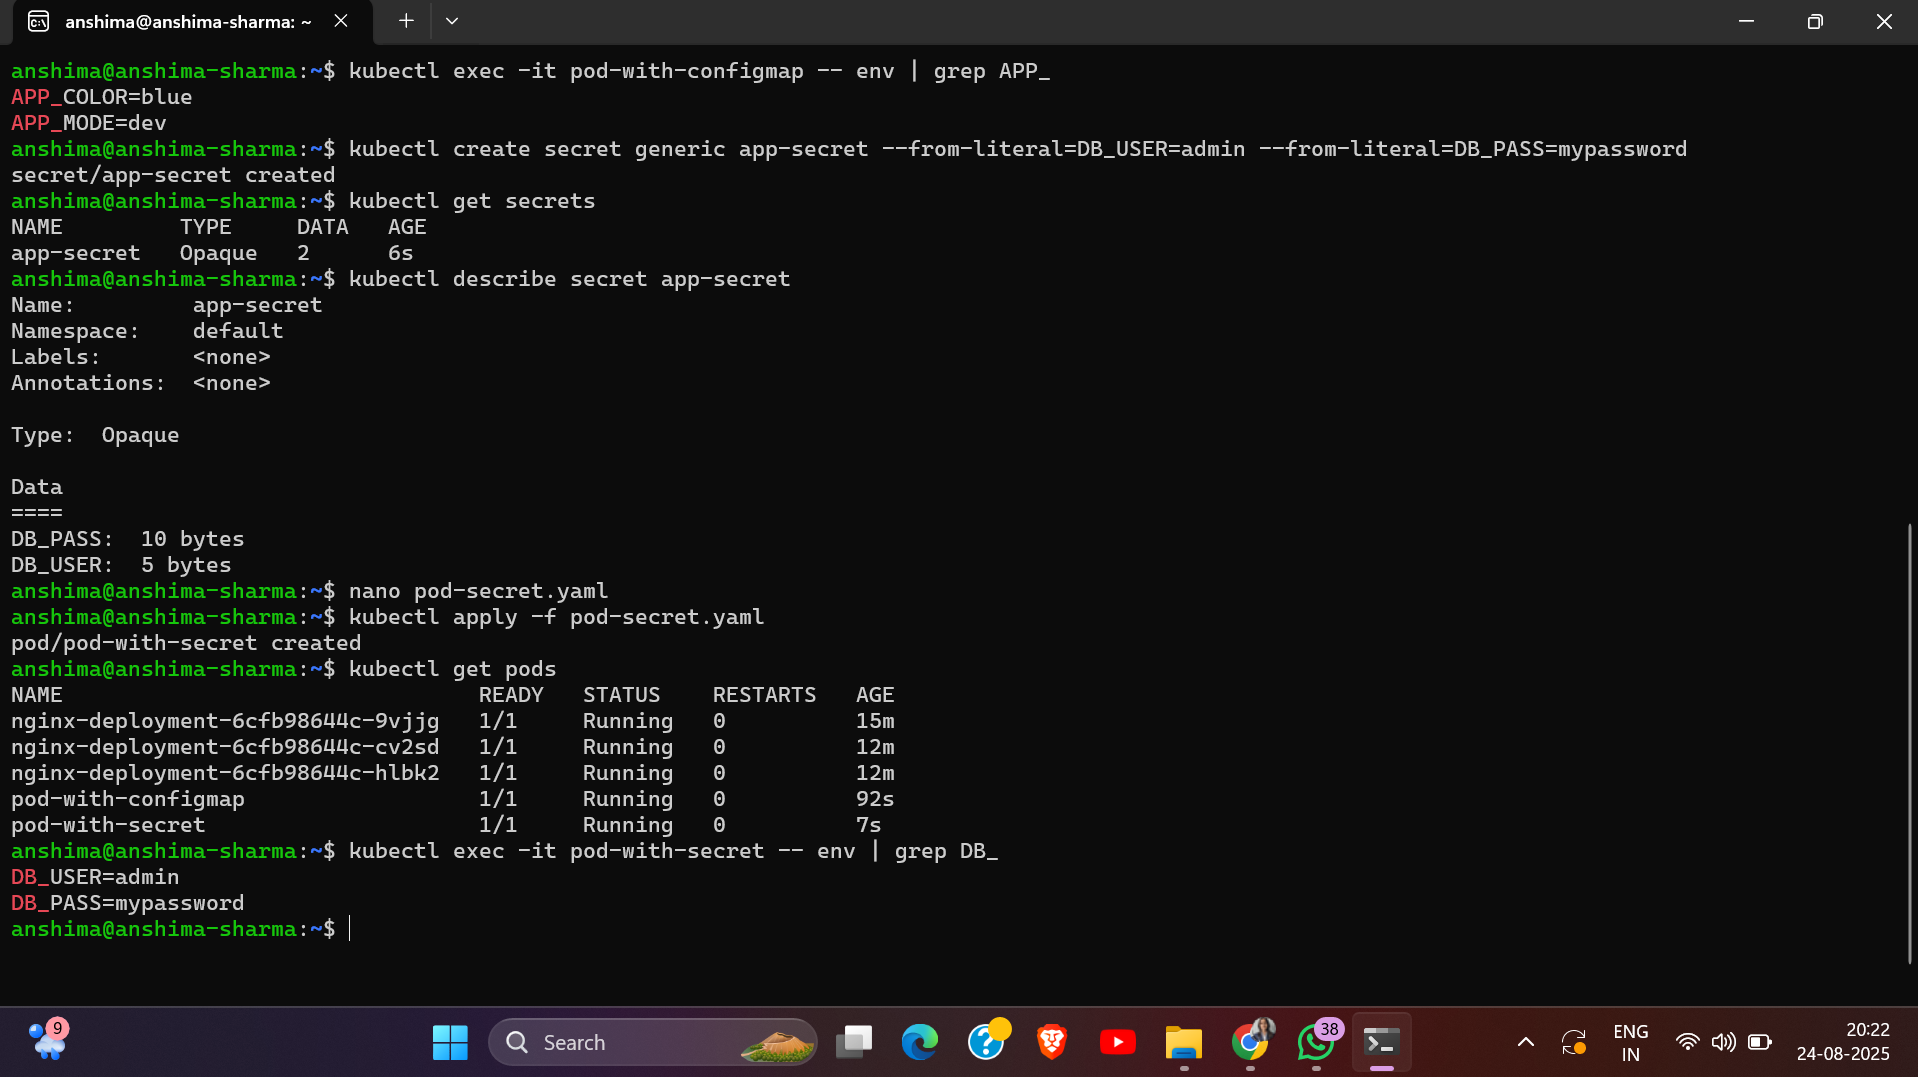 anshima@anshima-sharma: ~
anshima@anshima-sharma:~$ kubectl exec -it pod-with-configmap -- env | grep APP_
APP_COLOR=blue
APP_MODE=dev
anshima@anshima-sharma:~$ kubectl create secret generic app-secret --from-literal=DB_USER=admin --from-literal=DB_PASS=mypassword
secret/app-secret created
anshima@anshima-sharma:~$ kubectl get secrets
NAME         TYPE     DATA   AGE
app-secret   Opaque   2      6s
anshima@anshima-sharma:~$ kubectl describe secret app-secret
Name:         app-secret
Namespace:    default
Labels:       <none>
Annotations:  <none>
Type:  Opaque
Data
====
DB_PASS:  10 bytes
DB_USER:  5 bytes
anshima@anshima-sharma:~$ nano pod-secret.yaml
anshima@anshima-sharma:~$ kubectl apply -f pod-secret.yaml
pod/pod-with-secret created
anshima@anshima-sharma:~$ kubectl get pods
NAME                                READY   STATUS    RESTARTS   AGE
nginx-deployment-6cfb98644c-9vjjg   1/1     Running   0          15m
nginx-deployment-6cfb98644c-cv2sd   1/1     Running   0          12m
nginx-deployment-6cfb98644c-hlbk2   1/1     Running   0          12m
pod-with-configmap                  1/1     Running   0          92s
pod-with-secret                     1/1     Running   0          7s
anshima@anshima-sharma:~$ kubectl exec -it pod-with-secret -- env | grep DB_
DB_USER=admin
DB_PASS=mypassword
anshima@anshima-sharma:~$
9
Search
38
ENG
IN
20:22
24-08-2025